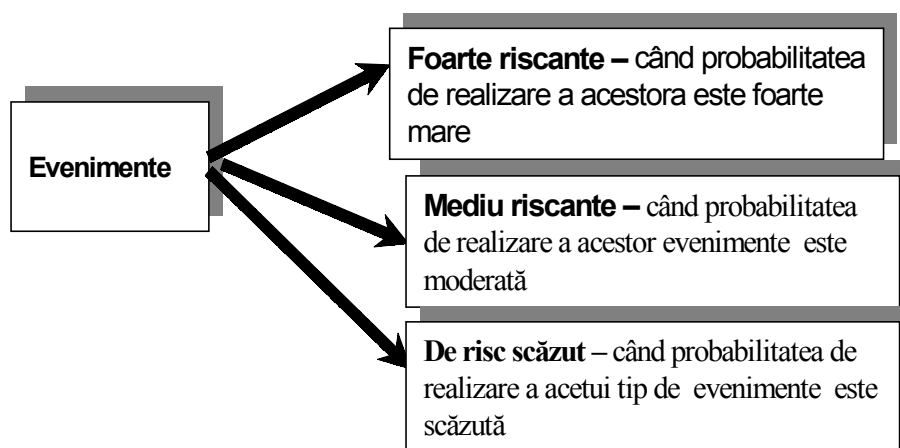 Evenimente
Foarte riscante – când probabilitatea
de realizare a acestora este foarte
mare
Mediu riscante – când probabilitatea
de realizare a acestor evenimente este
moderată
De risc scăzut – când probabilitatea de
realizare a acetui tip de evenimente este
scăzută